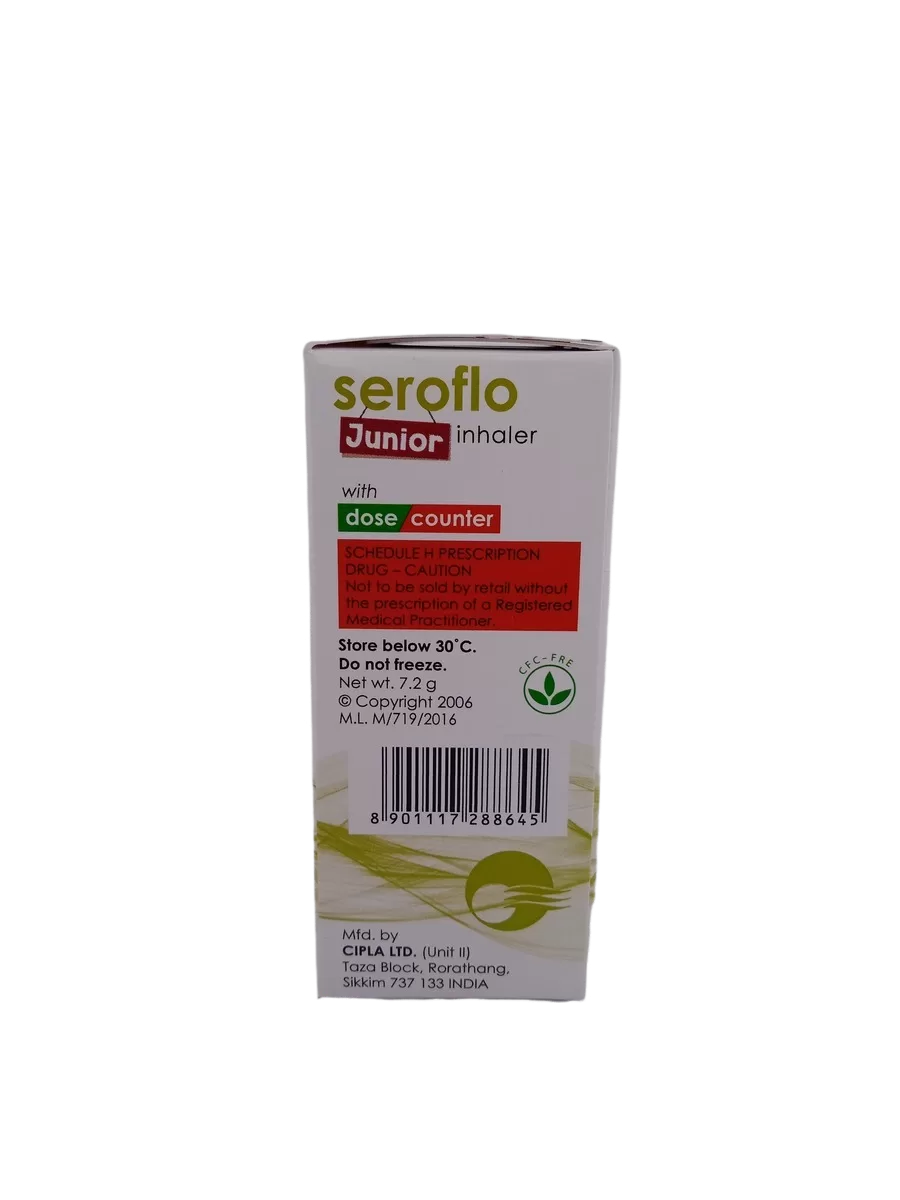 seroflo
Junior inhaler
with
dose counter
SCHEDULE H PRESCRIPTION
DRUG – CAUTION
Not to be sold by retail without
the prescription of a Registered
Medical Practitioner.
Store below 30˚C.
Do not freeze.
CFC-FRE
Net wt. 7.2 g
© Copyright 2006
M.L. M/719/2016
8 901117 288645
Mfd. by
CIPLA LTD. (Unit II)
Taza Block, Rorathang,
Sikkim 737 133 INDIA